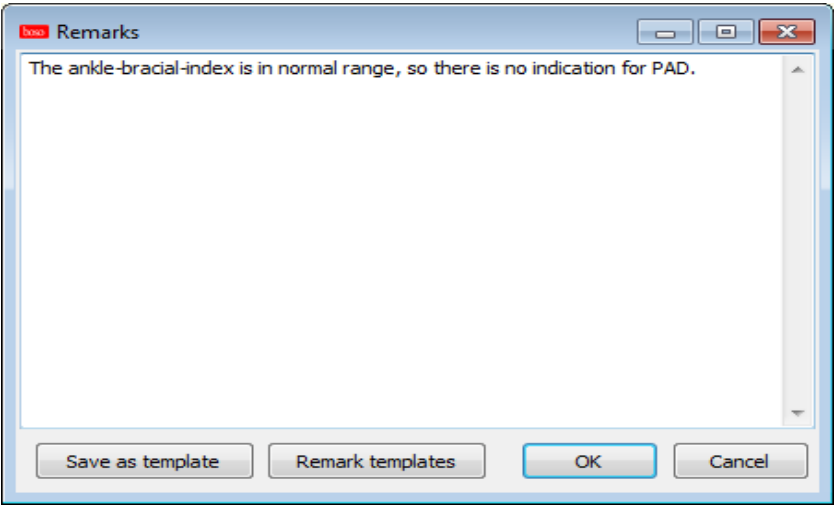 boso Remarks
The ankle-bracial-index is in normal range, so there is no indication for PAD.
Save as template Remark templates OK Cancel